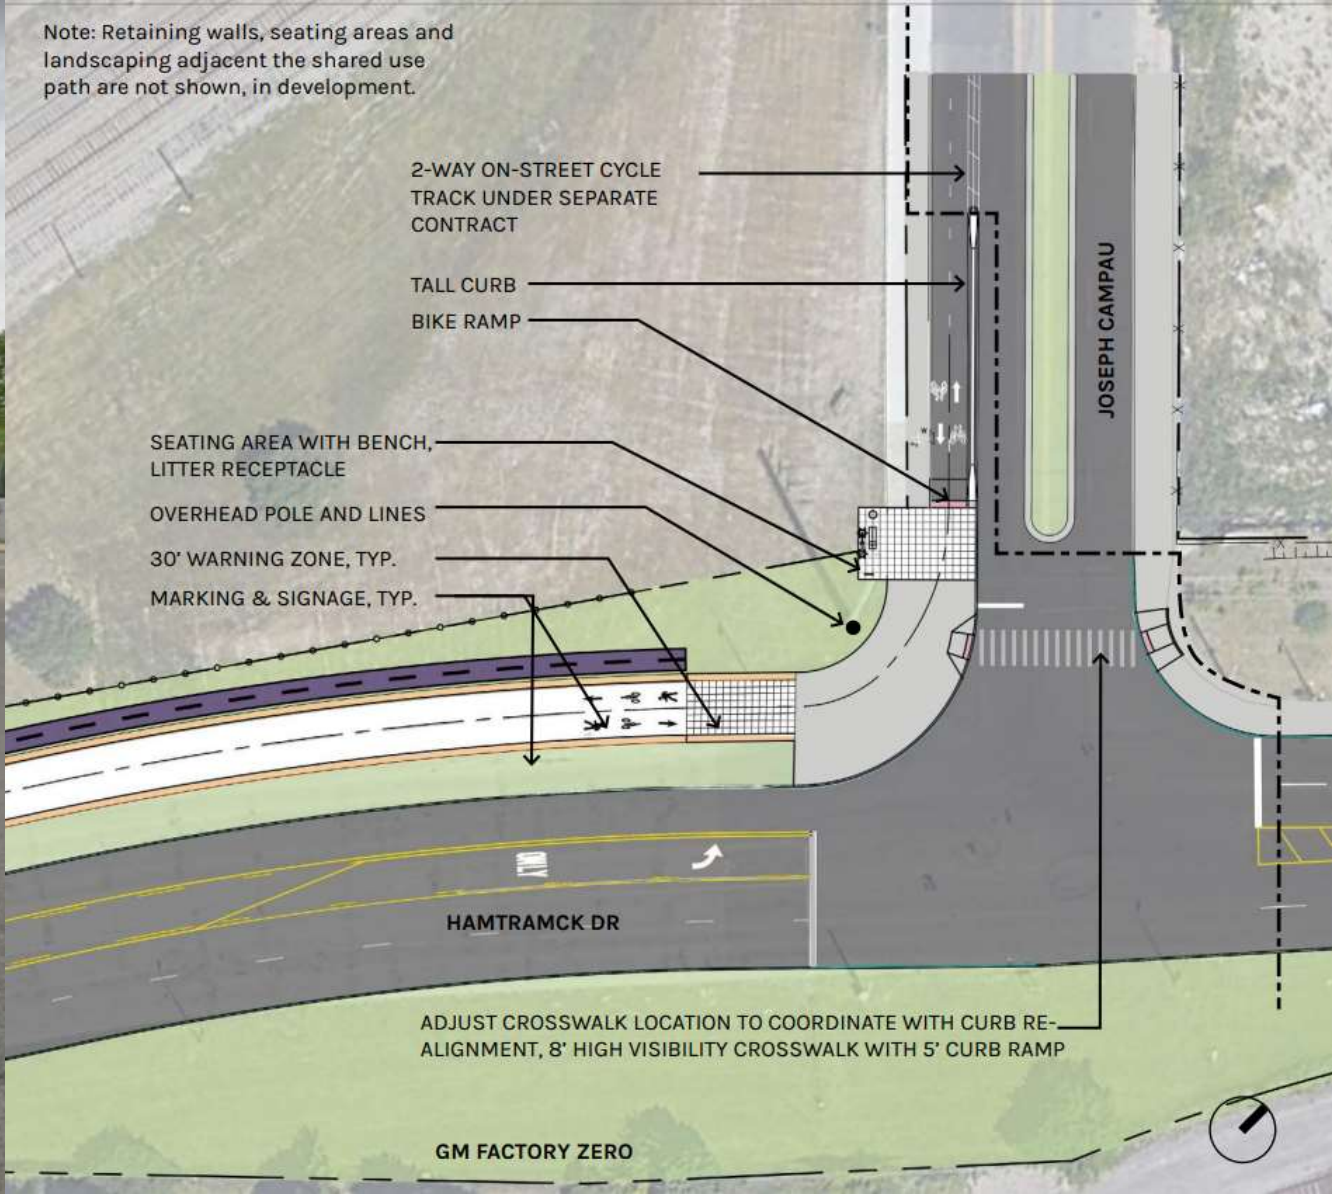 Note: Retaining walls, seating areas and
landscaping adjacent the shared use
path are not shown, in development.
2-WAY ON-STREET CYCLE
TRACK UNDER SEPARATE
CONTRACT
TALL CURB
BIKE RAMP
JOSEPH CAMPAU
SEATING AREA WITH BENCH,
LITTER RECEPTACLE
OVERHEAD POLE AND LINES
30' WARNING ZONE, TYP.
MARKING & SIGNAGE, TYP.
ONLY
HAMTRAMCK DR
ADJUST CROSSWALK LOCATION TO COORDINATE WITH CURB RE-
ALIGNMENT, 8' HIGH VISIBILITY CROSSWALK WITH 5' CURB RAMP
GM FACTORY ZERO